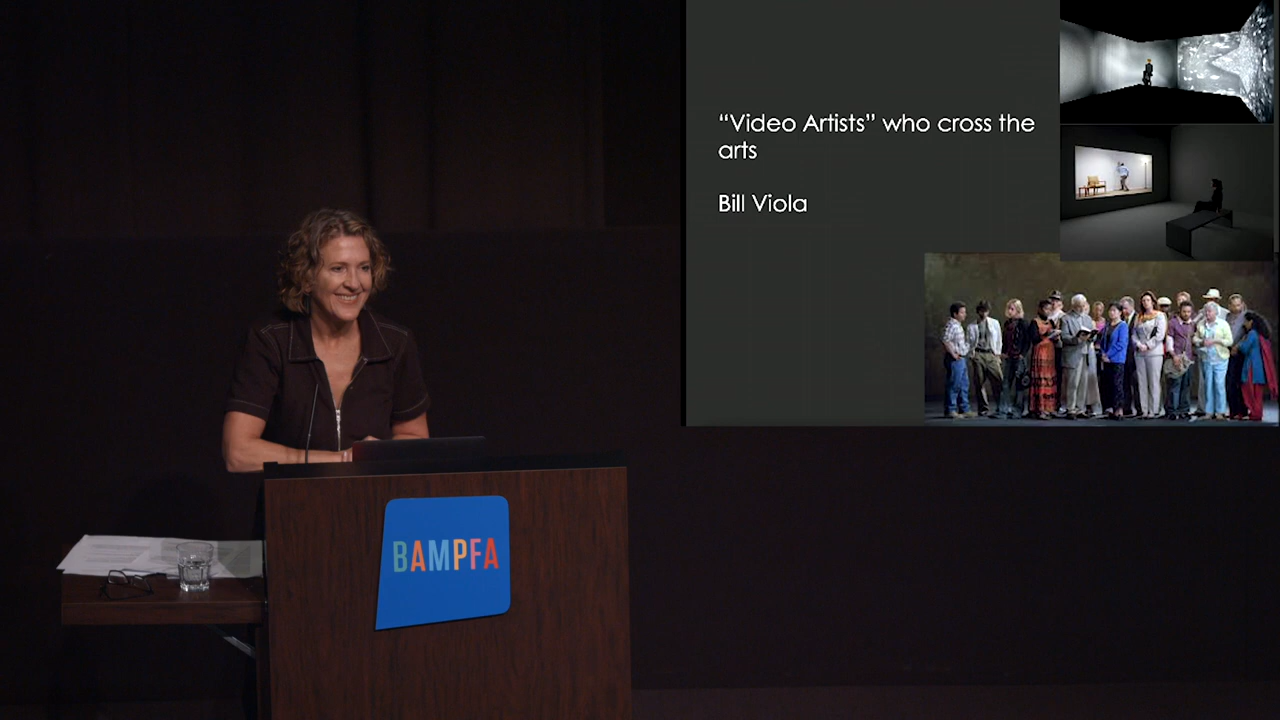 “Video Artists” who cross the
arts
Bill Viola
BAMPFA